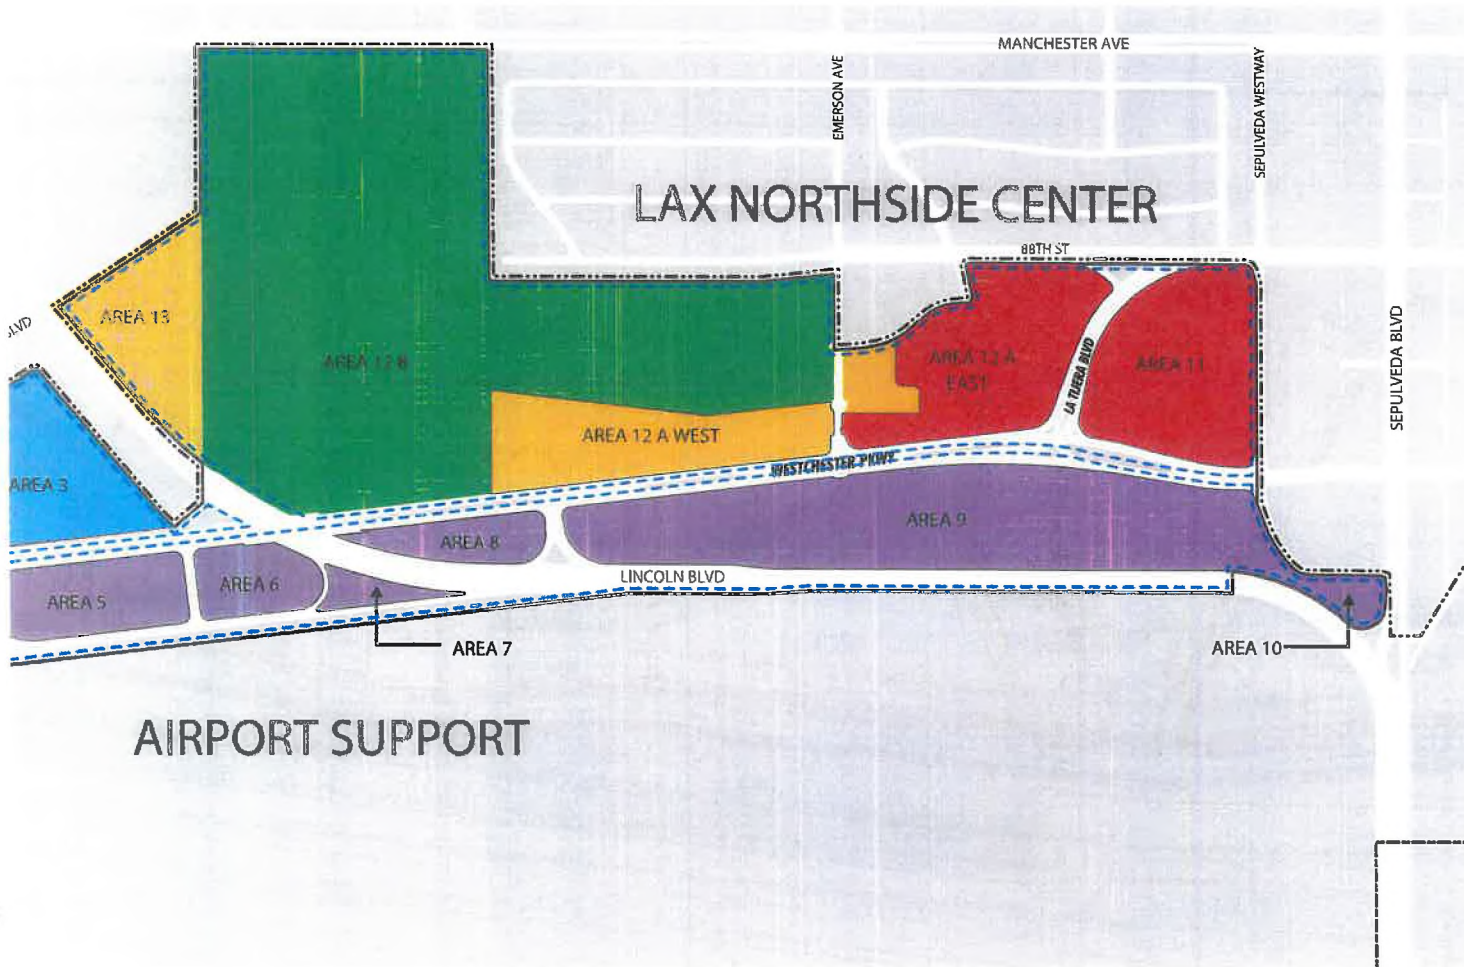 MANCHESTER AVE
EMERSON AVE
SEPULVEDA WESTWAY
LAX NORTHSIDE CENTER
88TH ST
AREA 13
BLVD
AREA 12 B
AREA 12 A
EAST
LA TIJERA BLVD
AREA 11
SEPULVEDA BLVD
AREA 12 A WEST
WESTCHESTER PKWY
AREA 3
AREA 9
AREA 8
AREA 6
LINCOLN BLVD
AREA 5
AREA 7
AREA 10
AIRPORT SUPPORT